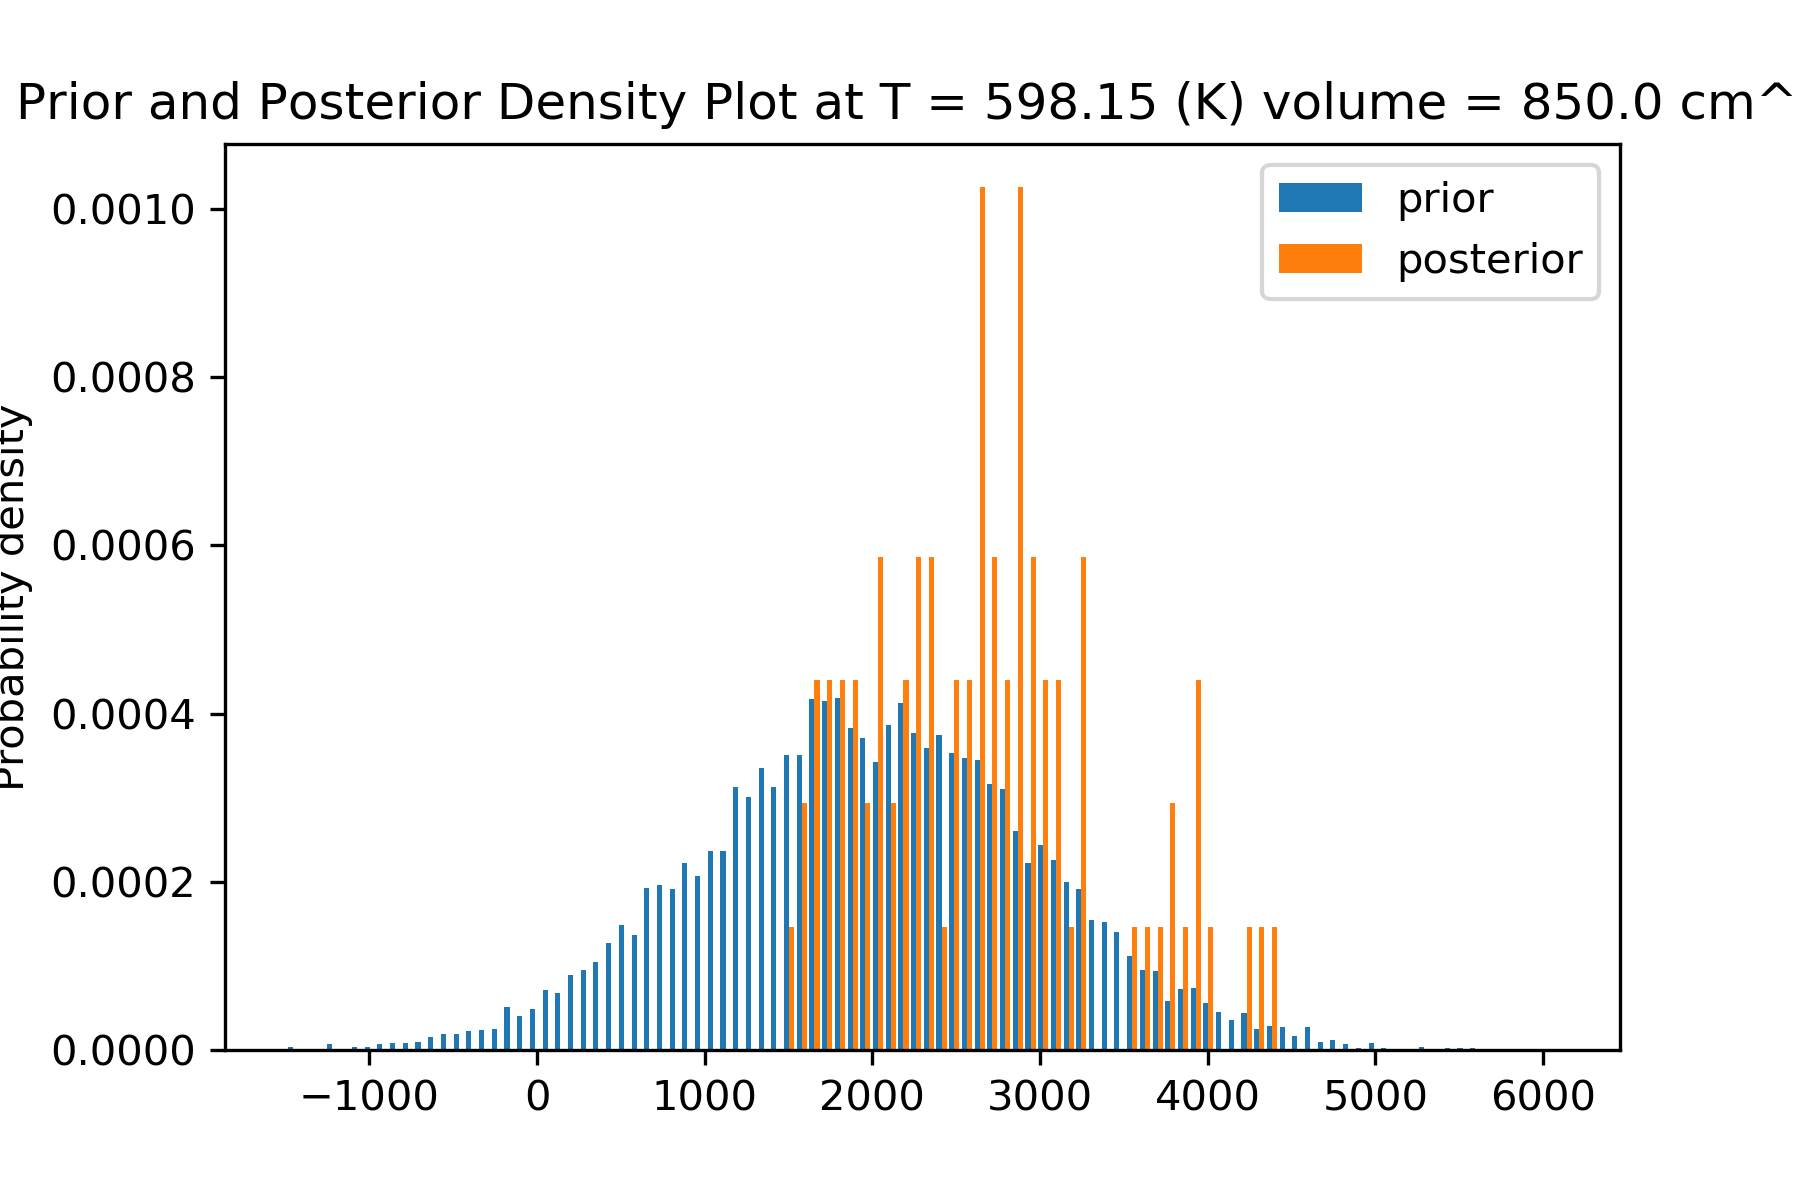 Prior and Posterior Density Plot at T = 598.15 (K) volume = 850.0 cm^
prior
posterior
Probability density
0.0010
0.0008
0.0006
0.0004
0.0002
0.0000
−1000 0 1000 2000 3000 4000 5000 6000